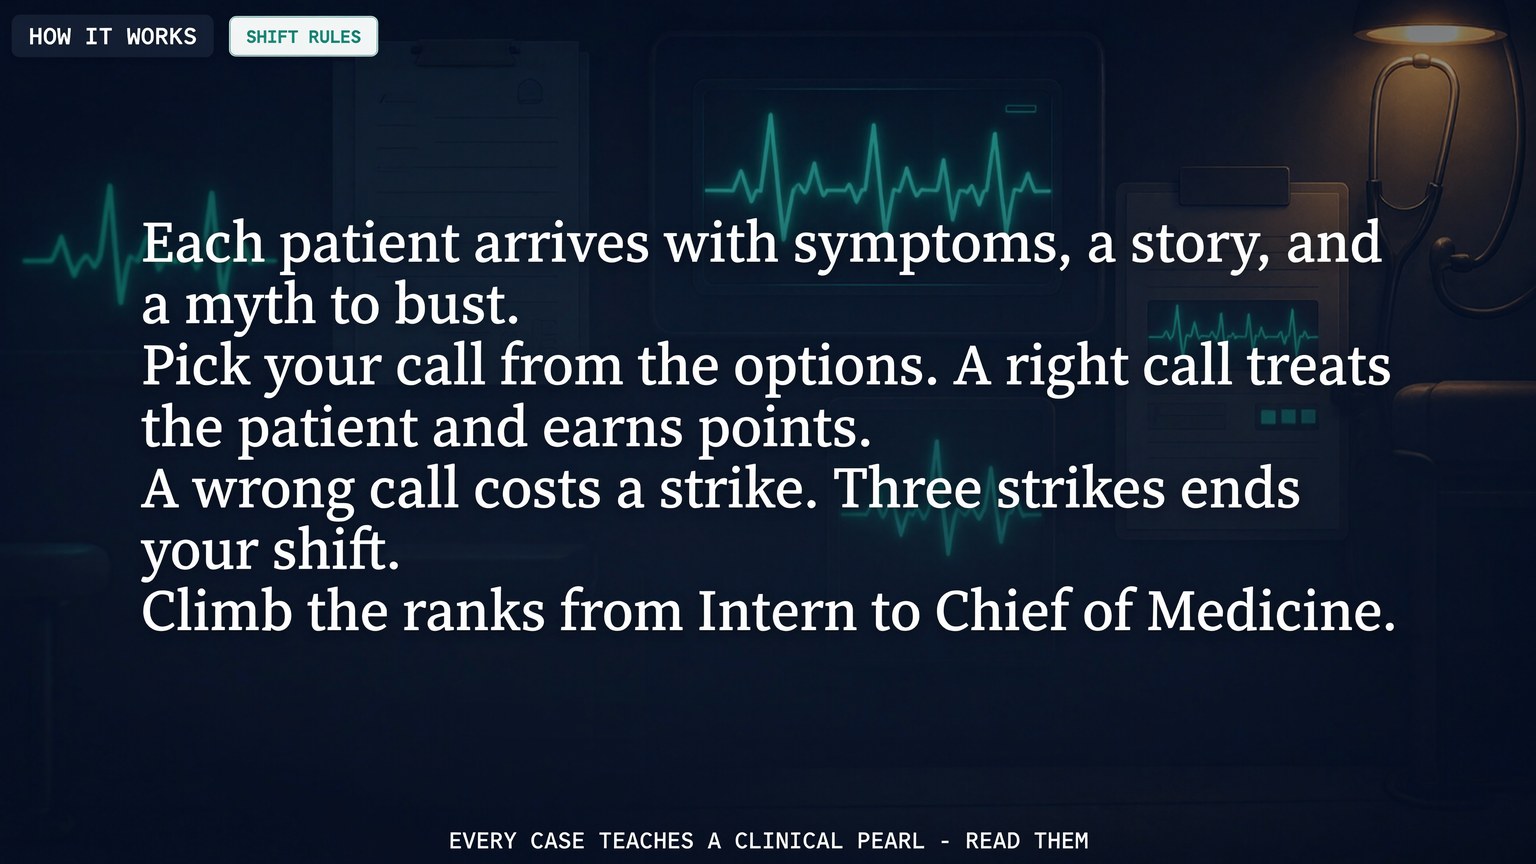 HOW IT WORKS
SHIFT RULES
Each patient arrives with symptoms, a story, and
a myth to bust.
Pick your call from the options. A right call treats
the patient and earns points.
A wrong call costs a strike. Three strikes ends
your shift.
Climb the ranks from Intern to Chief of Medicine.
EVERY CASE TEACHES A CLINICAL PEARL - READ THEM